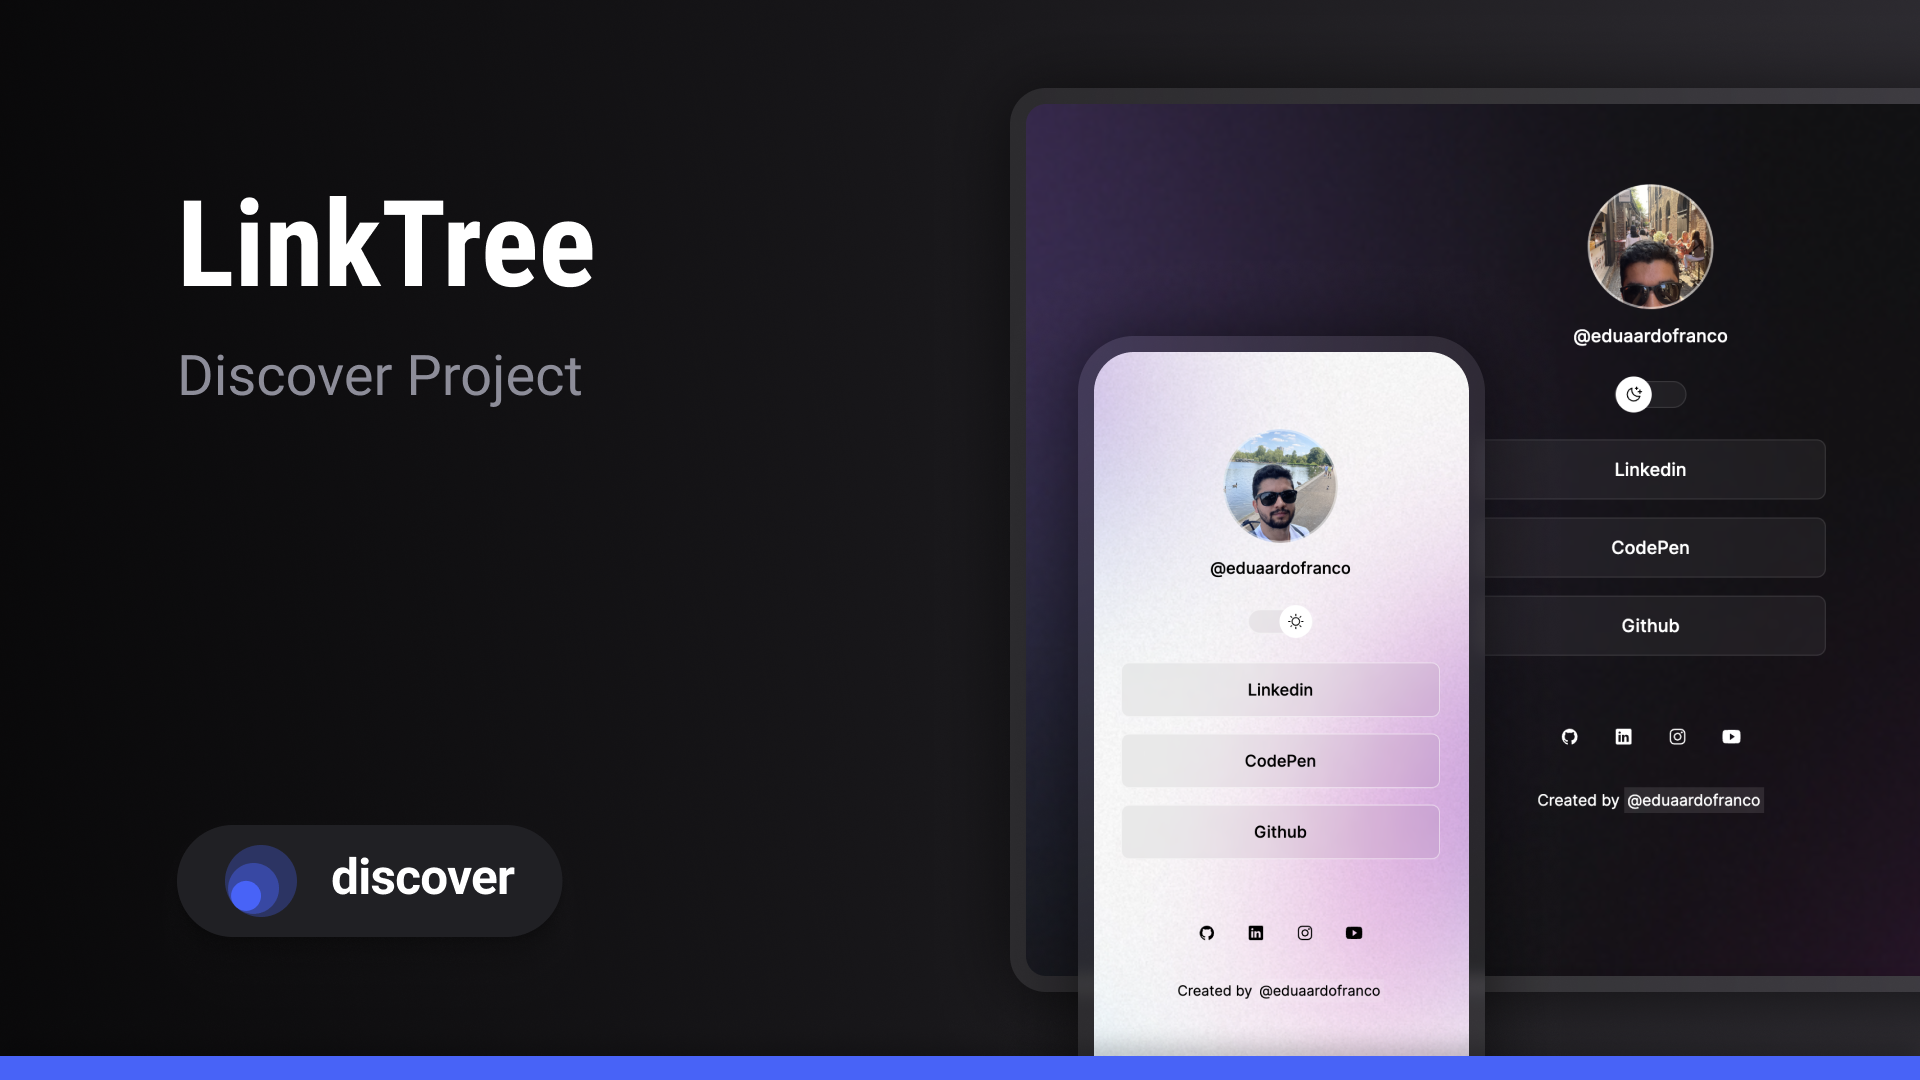 LinkTree
Discover Project
discover
@eduaardofranco
Linkedin
CodePen
Github
Created by @eduaardofranco
@eduaardofranco
Linkedin
CodePen
Github
Created by @eduaardofranco